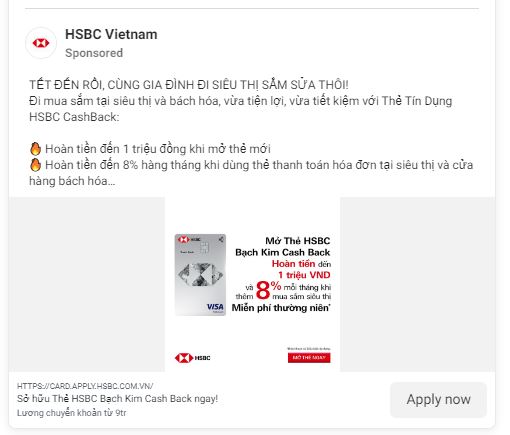 HSBC Vietnam
Sponsored
TẾT ĐẾN RỒI, CÙNG GIA ĐÌNH ĐI SIÊU THỊ SẮM SỬA THÔI!
Đi mua sắm tại siêu thị và bách hóa, vừa tiện lợi, vừa tiết kiệm với Thẻ Tín Dụng
HSBC CashBack:
🔥 Hoàn tiền đến 1 triệu đồng khi mở thẻ mới
🔥 Hoàn tiền đến 8% hàng tháng khi dùng thẻ thanh toán hóa đơn tại siêu thị và cửa
hàng bách hóa...
HSBC
VISA
Mở Thẻ HSBC
Bạch Kim Cash Back
Hoàn tiền đến
1 triệu VND
và thêm 8% mỗi tháng khi mua sắm siêu thị
Miễn phí thường niên*
HSBC
MỞ THẺ NGAY
HTTPS://CARD.APPLY.HSBC.COM.VN/
Sở hữu Thẻ HSBC Bạch Kim Cash Back ngay!
Lương chuyển khoản từ 9tr
Apply now